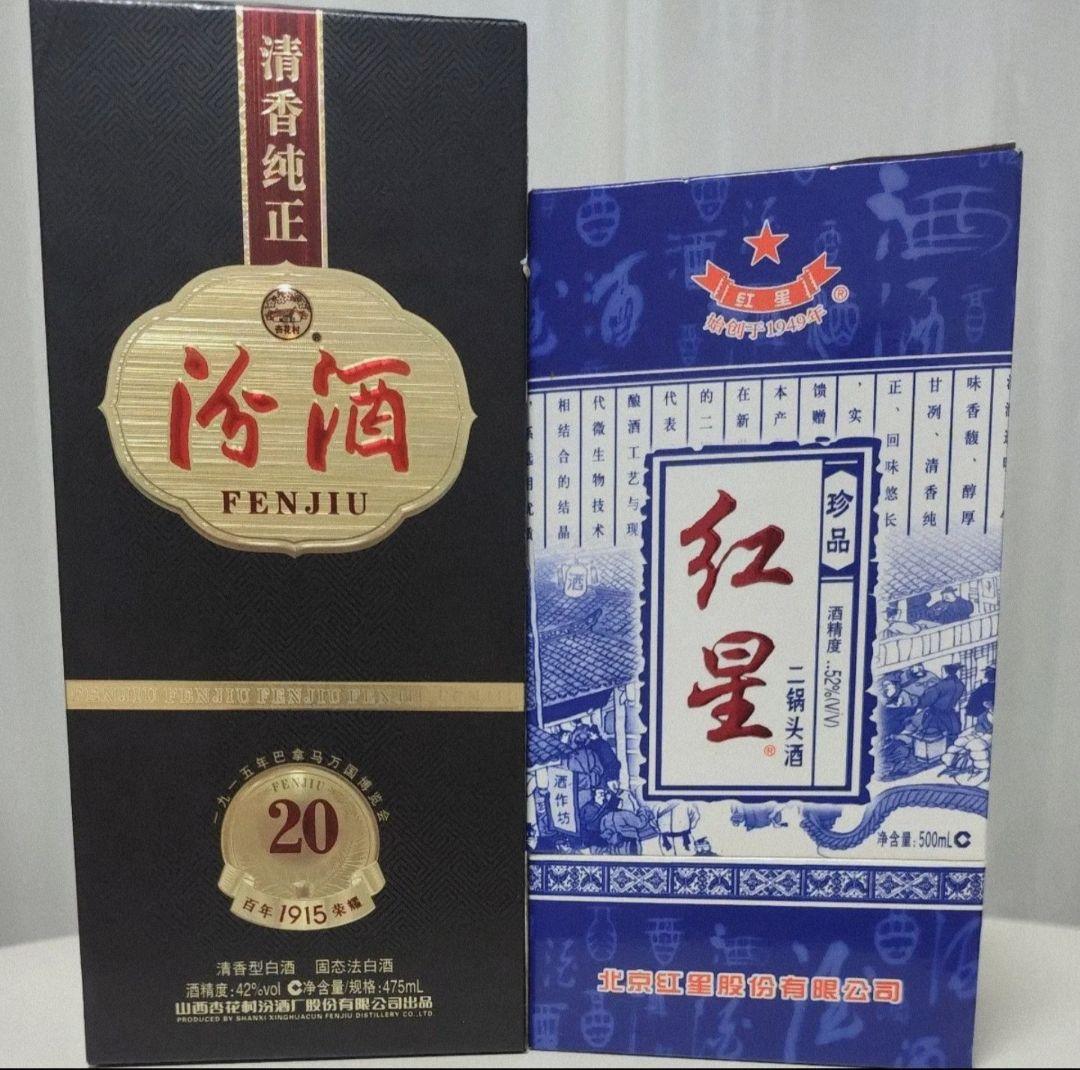 清香纯正
杏花村
®
汾酒
FENJIU
FENJIU FENJIU FENJIU FEN
一九一五年巴拿马万国博览会
FENJIU
20
百年1915荣耀
清香型白酒 固态法白酒
酒精度:42%vol 净含量/规格:475mL
山西杏花村汾酒厂股份有限公司出品
PRODUCED BY SHANXI XINGHUACUN FENJIU DISTILLERY CO.,LTD.
红星®
始创于1949年
味香馥、醇厚
甘冽、清香纯
正、回味悠长
，实
馈赠
本产
在新
的二
代表
酿酒工艺与现
代微生物技术
相结合的结晶
珍品
红星®
二锅头酒
酒精度:52%(V/V)
酒
酒作坊
净含量:500mL
北京红星股份有限公司